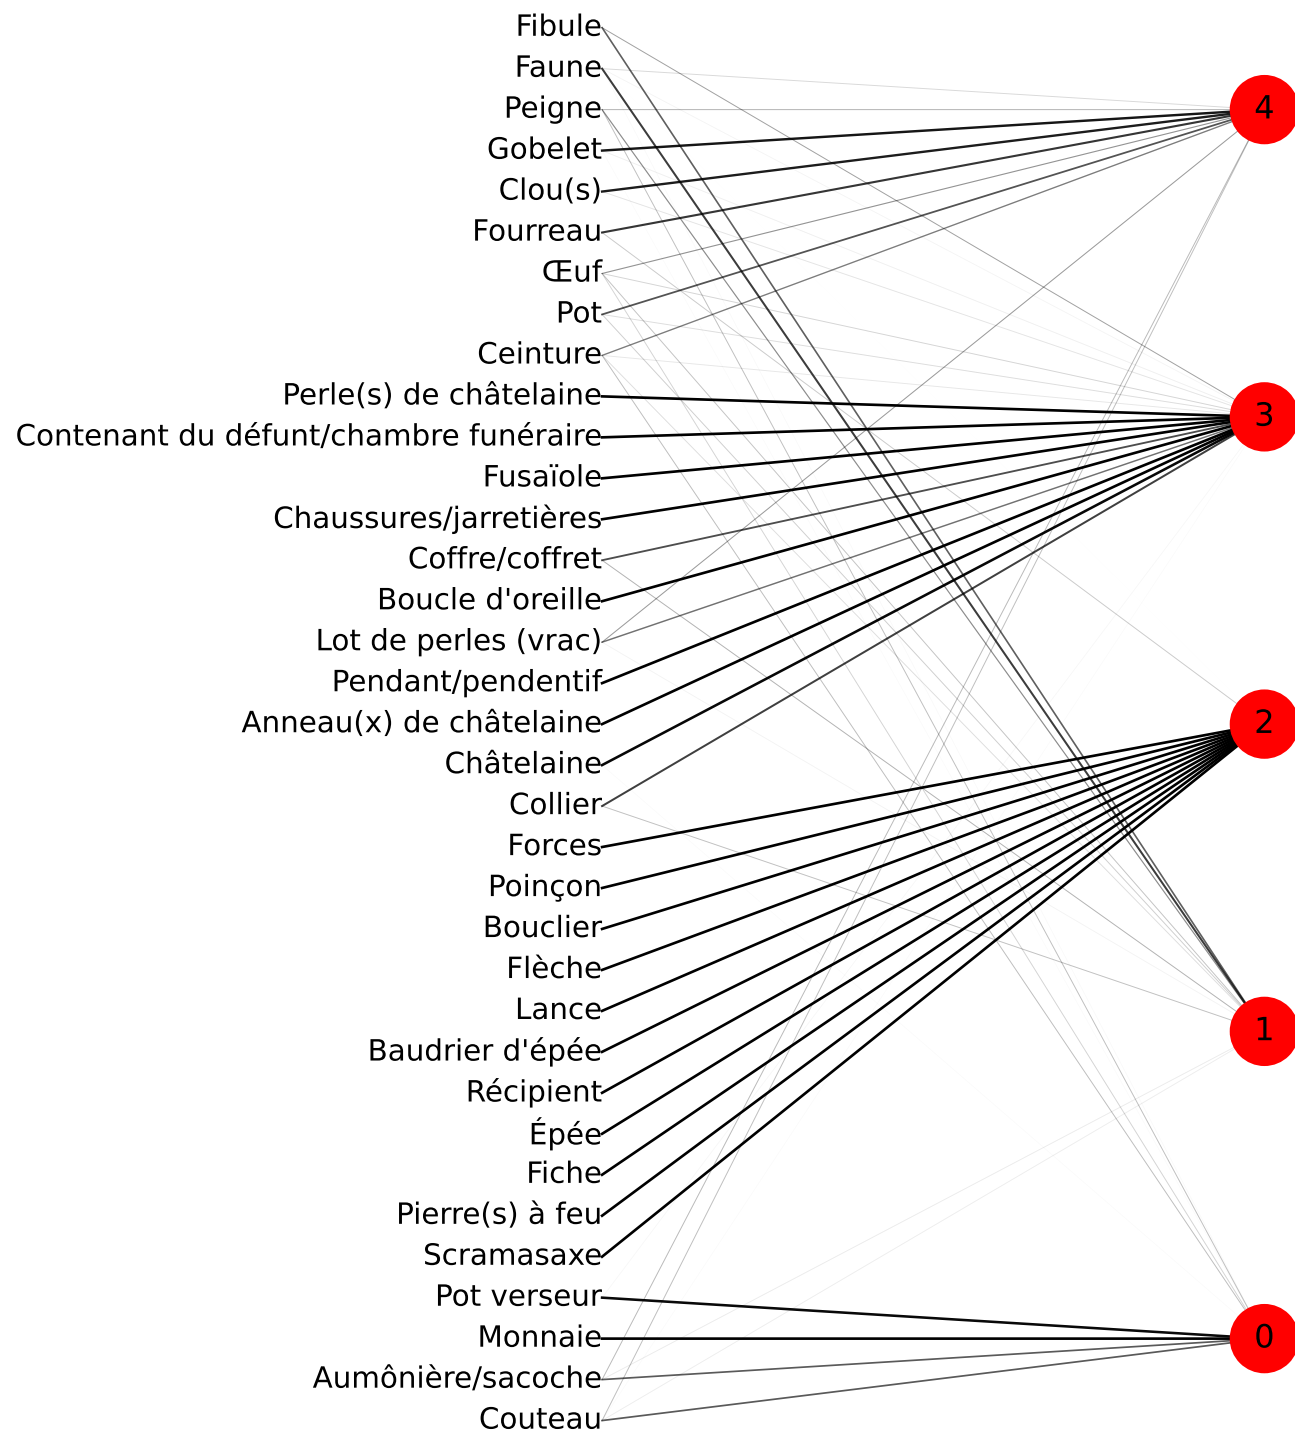 Fibule
Faune
Peigne
Gobelet
Clou(s)
Fourreau
Œuf
Pot
Ceinture
Perle(s) de châtelaine
Contenant du défunt/chambre funéraire
Fusaïole
Chaussures/jarretières
Coffre/coffret
Boucle d'oreille
Lot de perles (vrac)
Pendant/pendentif
Anneau(x) de châtelaine
Châtelaine
Collier
Forces
Poinçon
Bouclier
Flèche
Lance
Baudrier d'épée
Récipient
Épée
Fiche
Pierre(s) à feu
Scramasaxe
Pot verseur
Monnaie
Aumônière/sacoche
Couteau
4
3
2
1
0